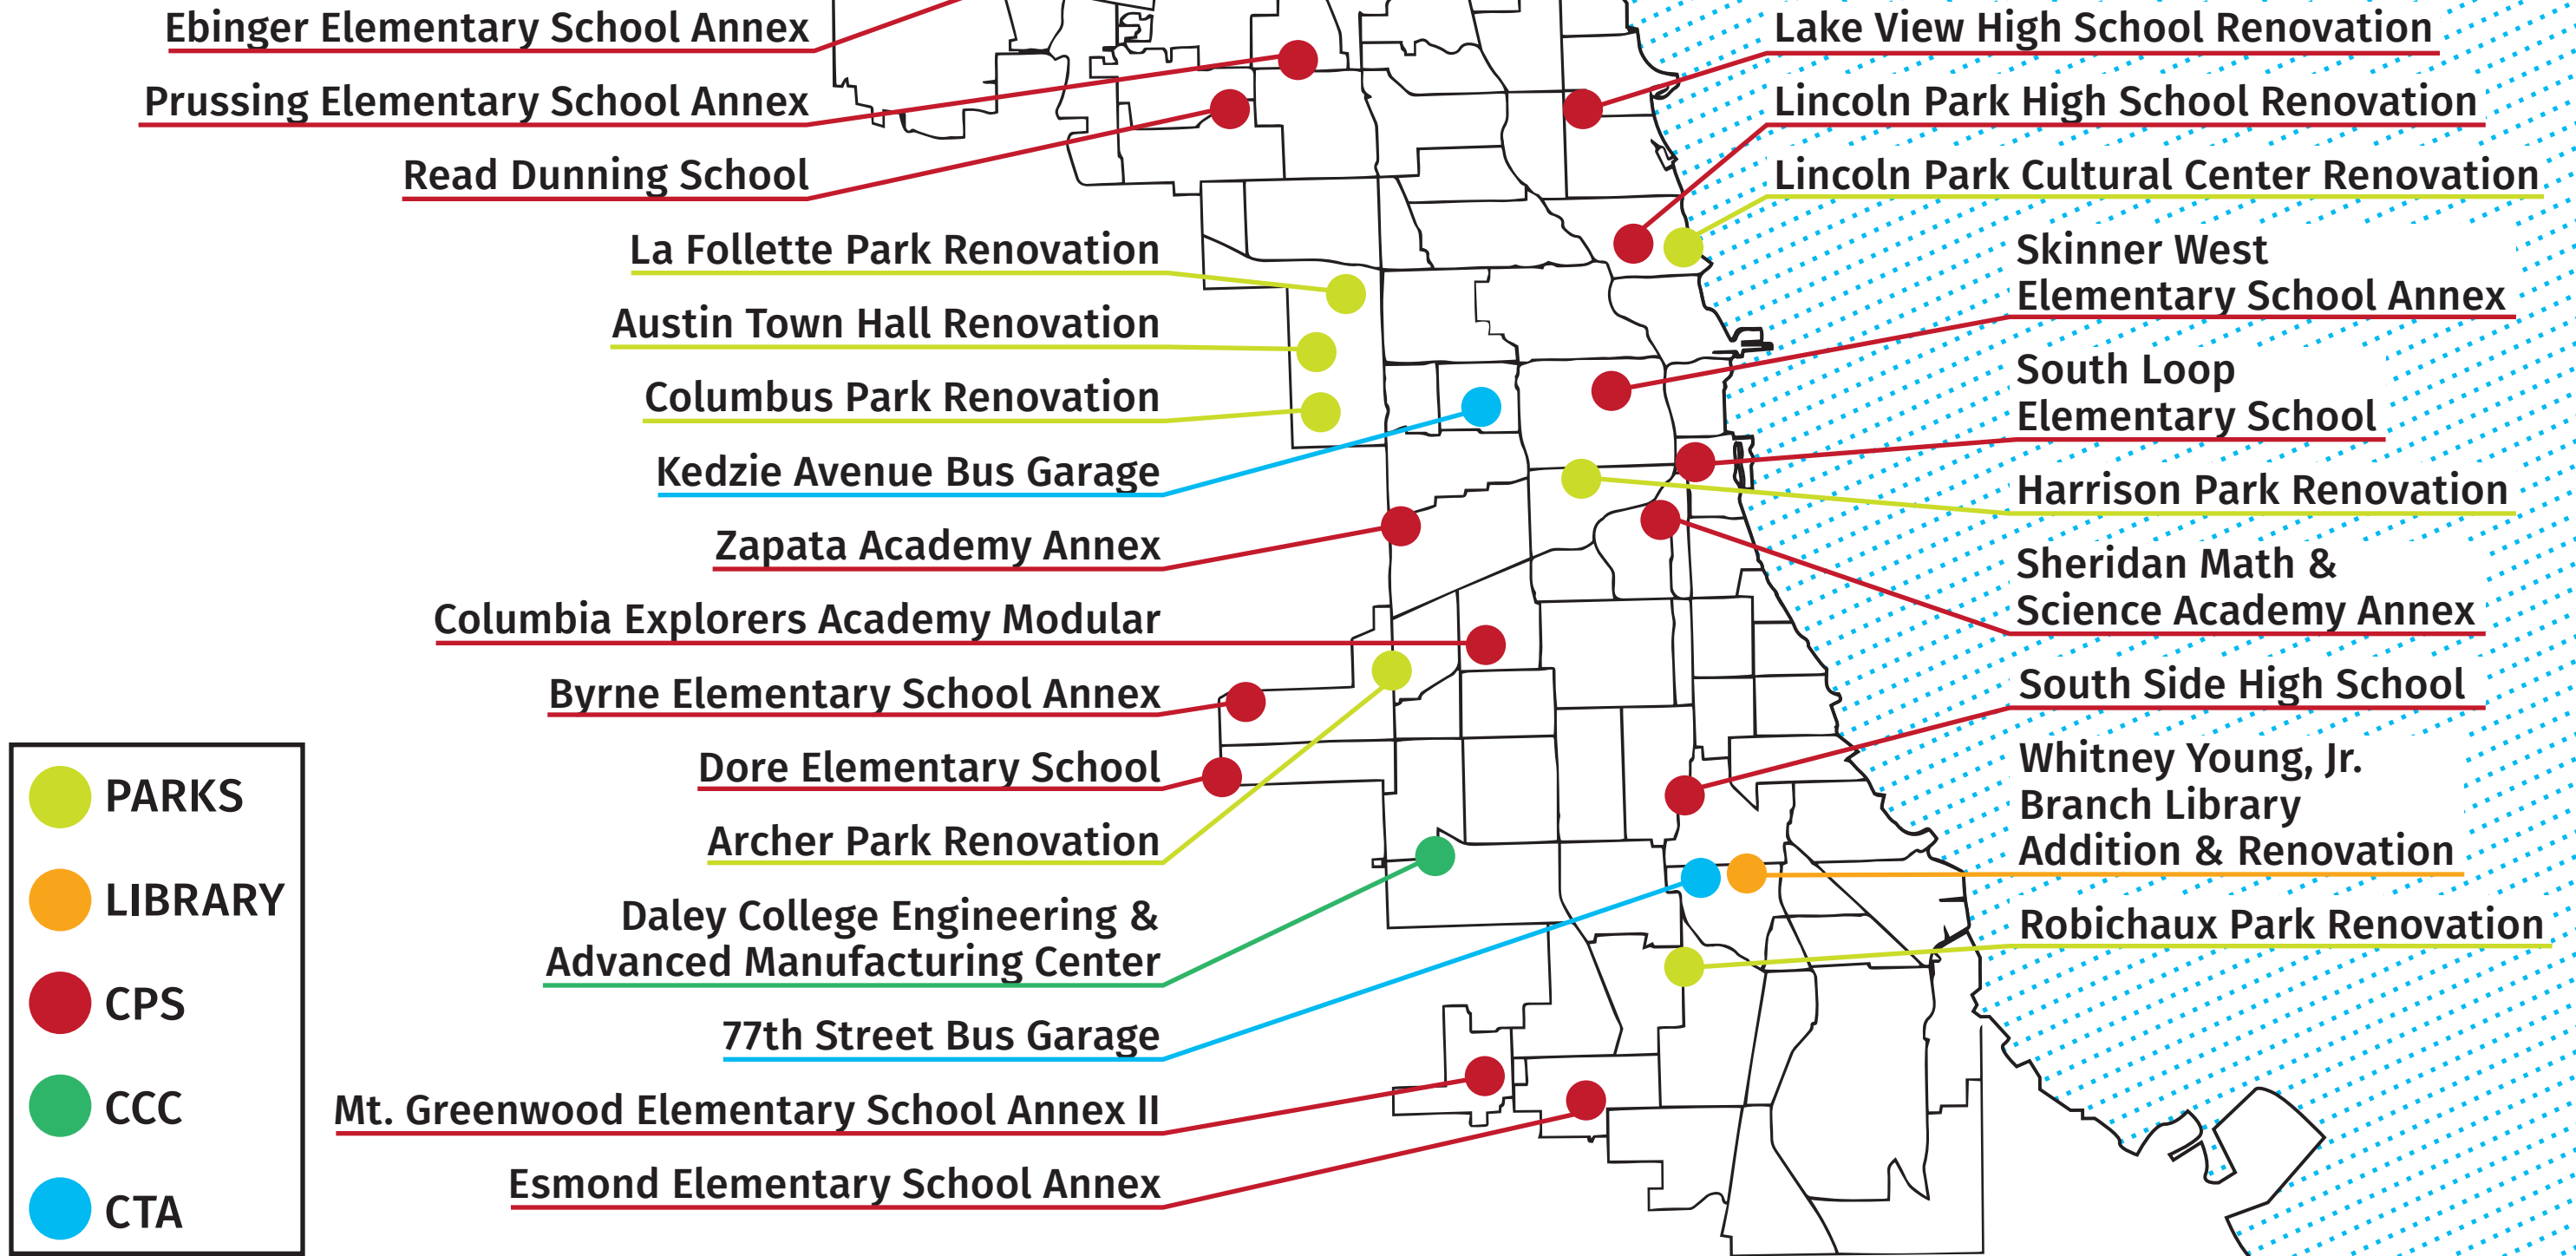 Ebinger Elementary School Annex
Prussing Elementary School Annex
Read Dunning School
La Follette Park Renovation
Austin Town Hall Renovation
Columbus Park Renovation
Kedzie Avenue Bus Garage
Zapata Academy Annex
Columbia Explorers Academy Modular
Byrne Elementary School Annex
Dore Elementary School
Archer Park Renovation
Daley College Engineering &
Advanced Manufacturing Center
77th Street Bus Garage
Mt. Greenwood Elementary School Annex II
Esmond Elementary School Annex
Lake View High School Renovation
Lincoln Park High School Renovation
Lincoln Park Cultural Center Renovation
Skinner West
Elementary School Annex
South Loop
Elementary School
Harrison Park Renovation
Sheridan Math &
Science Academy Annex
South Side High School
Whitney Young, Jr.
Branch Library
Addition & Renovation
Robichaux Park Renovation
PARKS
LIBRARY
CPS
CCC
CTA